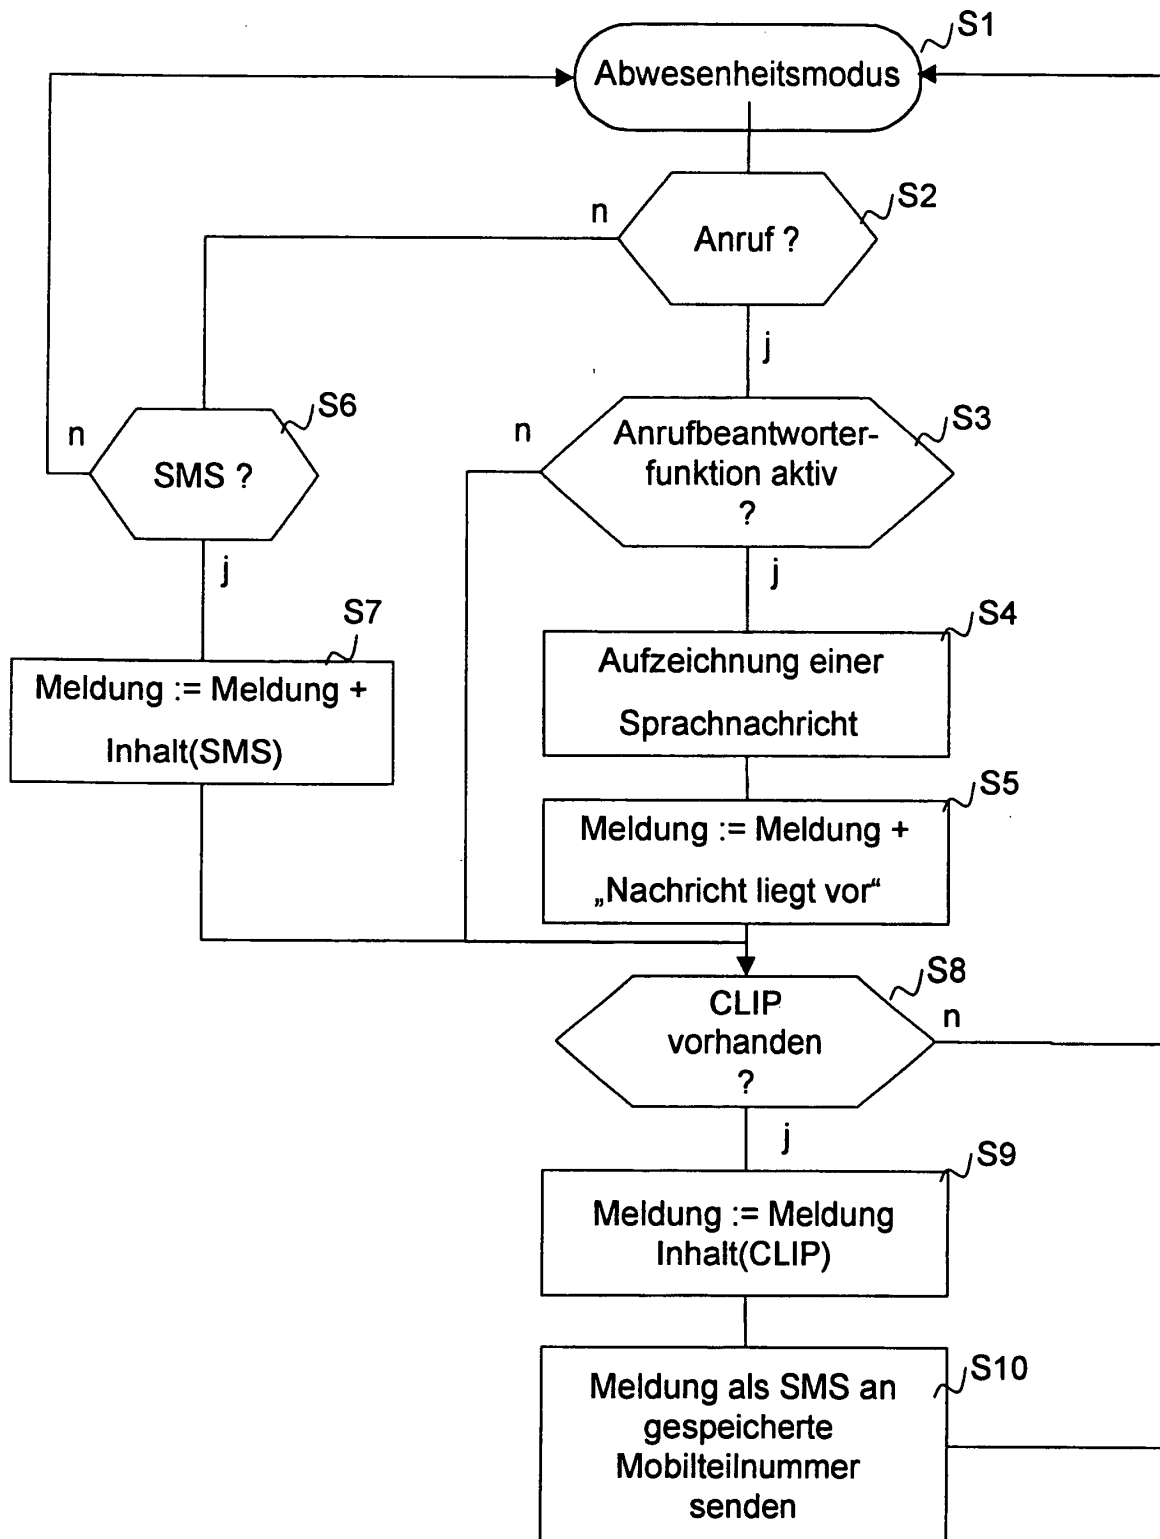 S1
Abwesenheitsmodus
S2
n
Anruf ?
j
S6
n
SMS ?
j
S3
n
Anrufbeantworter-
funktion aktiv
?
j
S7
Meldung := Meldung +
Inhalt(SMS)
S4
Aufzeichnung einer
Sprachnachricht
S5
Meldung := Meldung +
„Nachricht liegt vor“
S8
CLIP
vorhanden
?
n
j
S9
Meldung := Meldung
Inhalt(CLIP)
S10
Meldung als SMS an
gespeicherte
Mobilteilnummer
senden